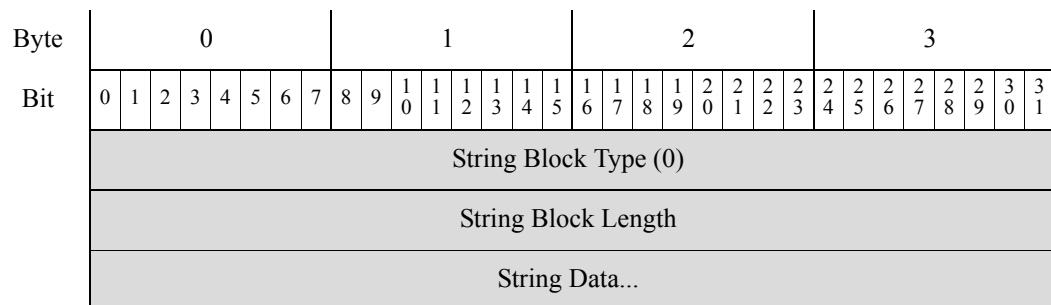 Byte 0 1 2 3
Bit 0 1 2 3 4 5 6 7 8 9 10 11 12 13 14 15 16 17 18 19 20 21 22 23 24 25 26 27 28 29 30 31
String Block Type (0)
String Block Length
String Data...